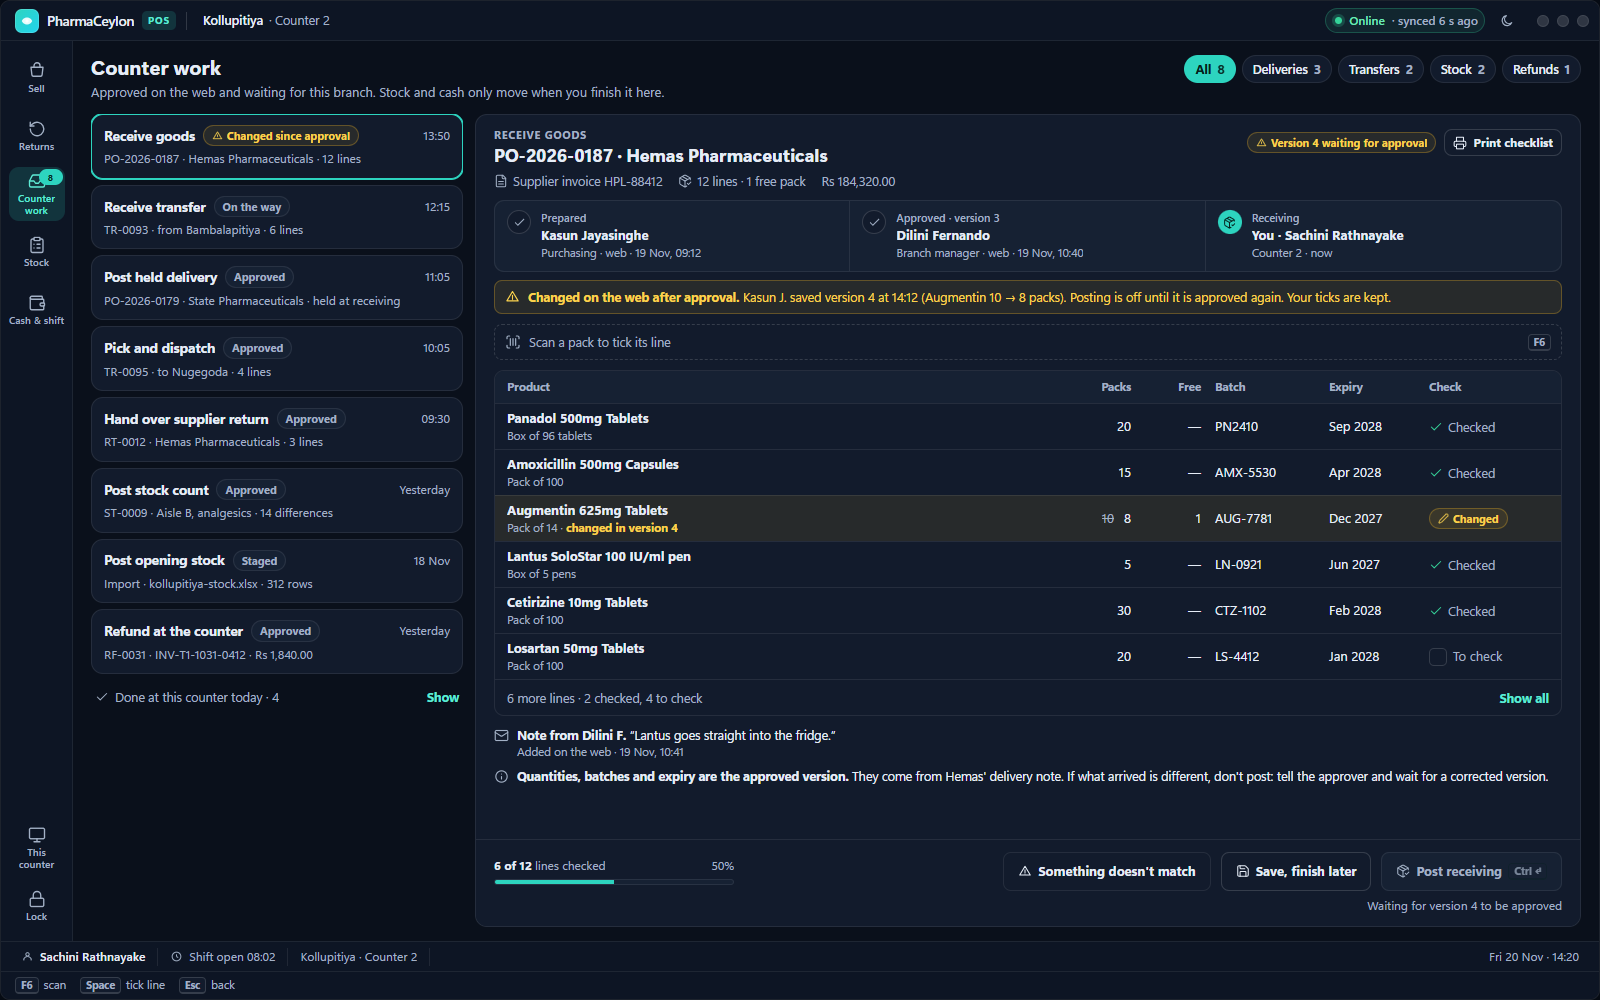 PharmaCeylon POS Kollupitiya · Counter 2
Online · synced 6 s ago
Sell
Returns
8
Counter
work
Stock
Cash & shift
This
counter
Lock
Counter work
Approved on the web and waiting for this branch. Stock and cash only move when you finish it here.
All 8 Deliveries 3 Transfers 2 Stock 2 Refunds 1
Receive goods Changed since approval 13:50
PO-2026-0187 · Hemas Pharmaceuticals · 12 lines
Receive transfer On the way 12:15
TR-0093 · from Bambalapitiya · 6 lines
Post held delivery Approved 11:05
PO-2026-0179 · State Pharmaceuticals · held at receiving
Pick and dispatch Approved 10:05
TR-0095 · to Nugegoda · 4 lines
Hand over supplier return Approved 09:30
RT-0012 · Hemas Pharmaceuticals · 3 lines
Post stock count Approved Yesterday
ST-0009 · Aisle B, analgesics · 14 differences
Post opening stock Staged 18 Nov
Import · kollupitiya-stock.xlsx · 312 rows
Refund at the counter Approved Yesterday
RF-0031 · INV-T1-1031-0412 · Rs 1,840.00
Done at this counter today · 4 Show
RECEIVE GOODS
PO-2026-0187 · Hemas Pharmaceuticals
Version 4 waiting for approval Print checklist
Supplier invoice HPL-88412 12 lines · 1 free pack Rs 184,320.00
Prepared
Kasun Jayasinghe
Purchasing · web · 19 Nov, 09:12
Approved · version 3
Dilini Fernando
Branch manager · web · 19 Nov, 10:40
Receiving
You · Sachini Rathnayake
Counter 2 · now
Changed on the web after approval. Kasun J. saved version 4 at 14:12 (Augmentin 10 → 8 packs). Posting is off until it is approved again. Your ticks are kept.
Scan a pack to tick its line F6
Product Packs Free Batch Expiry Check
Panadol 500mg Tablets
Box of 96 tablets
20 — PN2410 Sep 2028 Checked
Amoxicillin 500mg Capsules
Pack of 100
15 — AMX-5530 Apr 2028 Checked
Augmentin 625mg Tablets
Pack of 14 · changed in version 4
10 8 1 AUG-7781 Dec 2027 Changed
Lantus SoloStar 100 IU/ml pen
Box of 5 pens
5 — LN-0921 Jun 2027 Checked
Cetirizine 10mg Tablets
Pack of 100
30 — CTZ-1102 Feb 2028 Checked
Losartan 50mg Tablets
Pack of 100
20 — LS-4412 Jan 2028 To check
6 more lines · 2 checked, 4 to check Show all
Note from Dilini F. “Lantus goes straight into the fridge.”
Added on the web · 19 Nov, 10:41
Quantities, batches and expiry are the approved version. They come from Hemas' delivery note. If what arrived is different, don't post: tell the approver and wait for a corrected version.
6 of 12 lines checked 50%
Something doesn't match Save, finish later Post receiving Ctrl ↵
Waiting for version 4 to be approved
Sachini Rathnayake Shift open 08:02 Kollupitiya · Counter 2 Fri 20 Nov · 14:20
F6 scan Space tick line Esc back